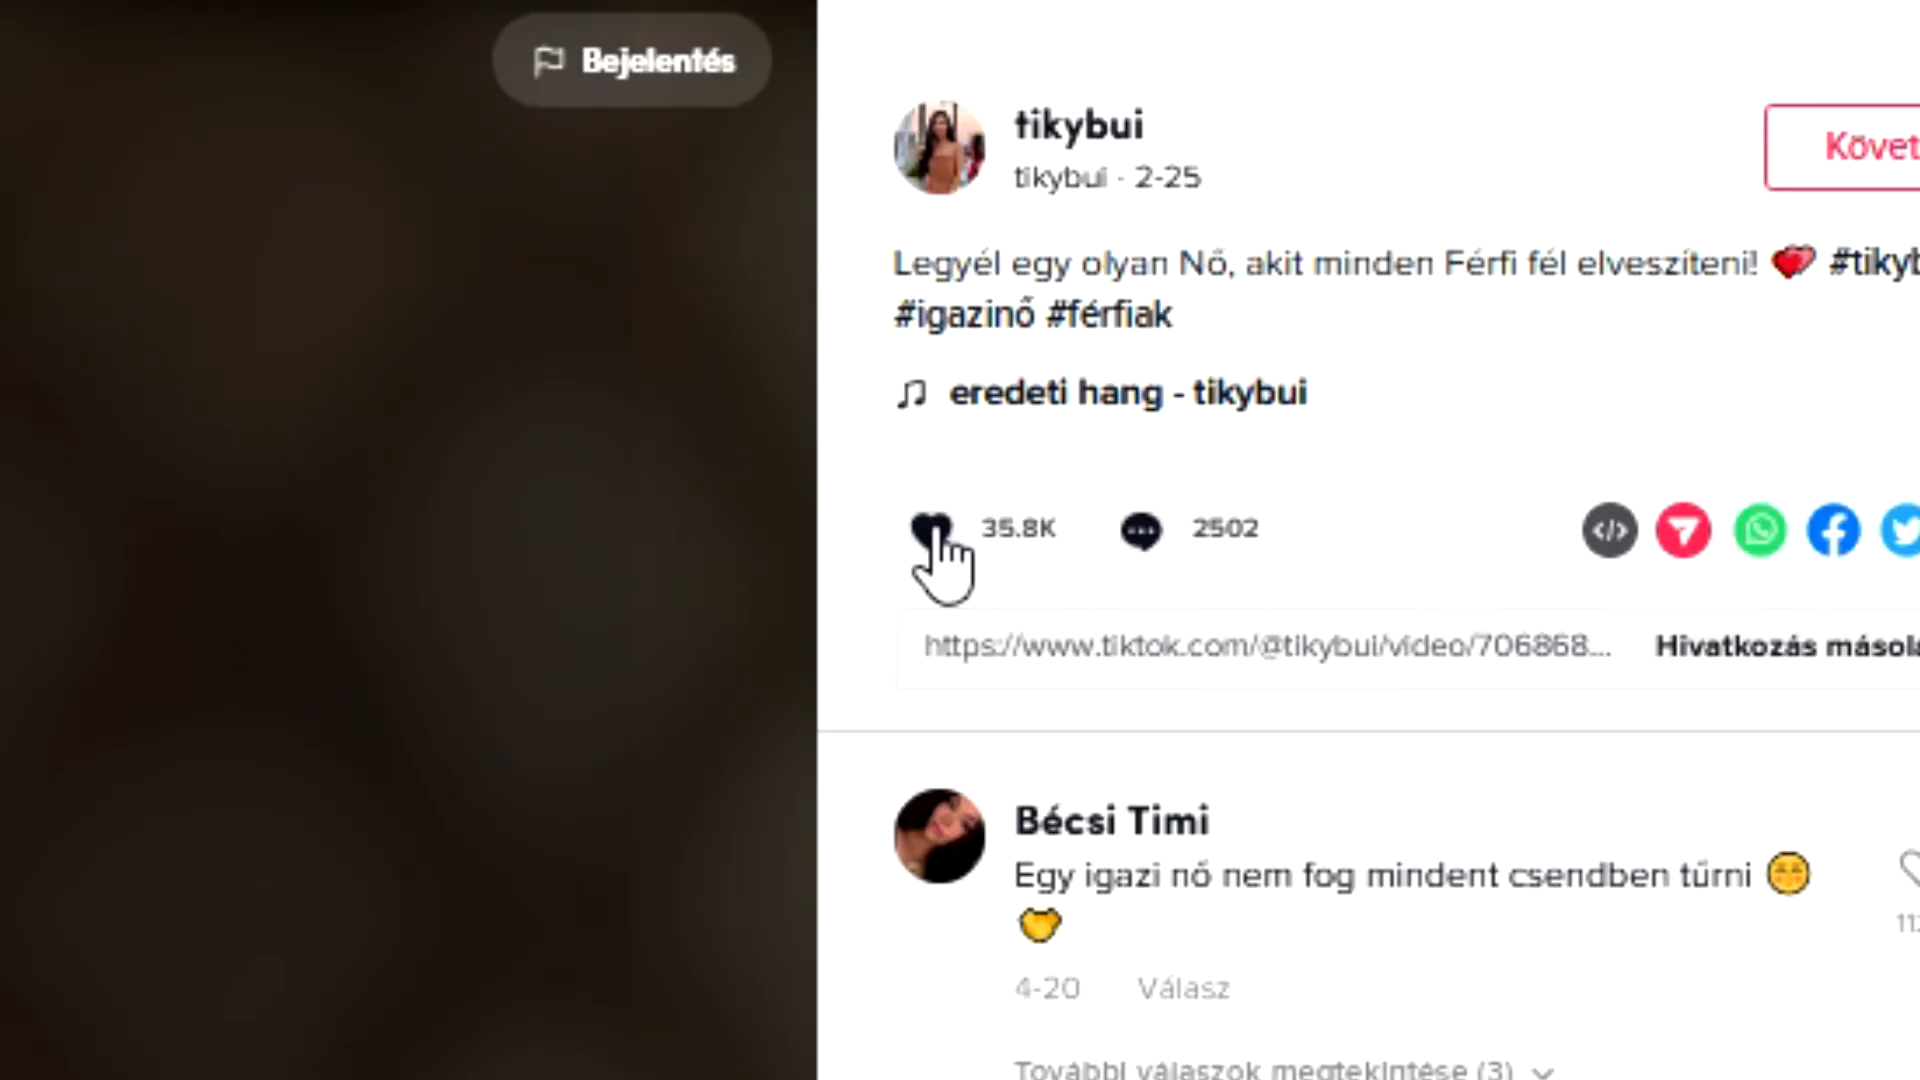 Bejelentés
tikybui
tikybui · 2-25
Követ
Legyél egy olyan Nő, akit minden Férfi fél elveszíteni! #tikyb
#igazinő #férfiak
eredeti hang - tikybui
35.8K 2502
https://www.tiktok.com/@tikybui/video/706868... Hivatkozás másola
Bécsi Timi
Egy igazi nő nem fog mindent csendben tűrni
4-20 Válasz
További válaszok megtekintése (3)